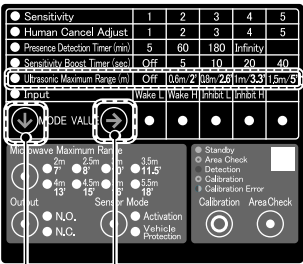 Sensitivity 1 2 3 4 5
Human Cancel Adjust 1 2 3 4 5
Presence Detection Timer (min) 5 60 180 Infinity
Sensitivity Boost Timer (sec) Off 5 10 20 40
Ultrasonic Maximum Range (m) Off 0.6m/2' 0.8m/2.6' 1m/3.3' 1.5m/5'
Input Wake L Wake H Inhibit L Inhibit H
MODE VALU
Microwave Maximum Range
2m 2.5m 3m 3.5m
7' 8' 10' 11.5'
4m 4.5m 5m 5.5m
13' 15' 16' 18'
Standby
Area Check
Detection
Calibration
Calibration Error
Output Sensor Mode
N.O. Activation
N.C. Vehicle Protection
Calibration Area Check